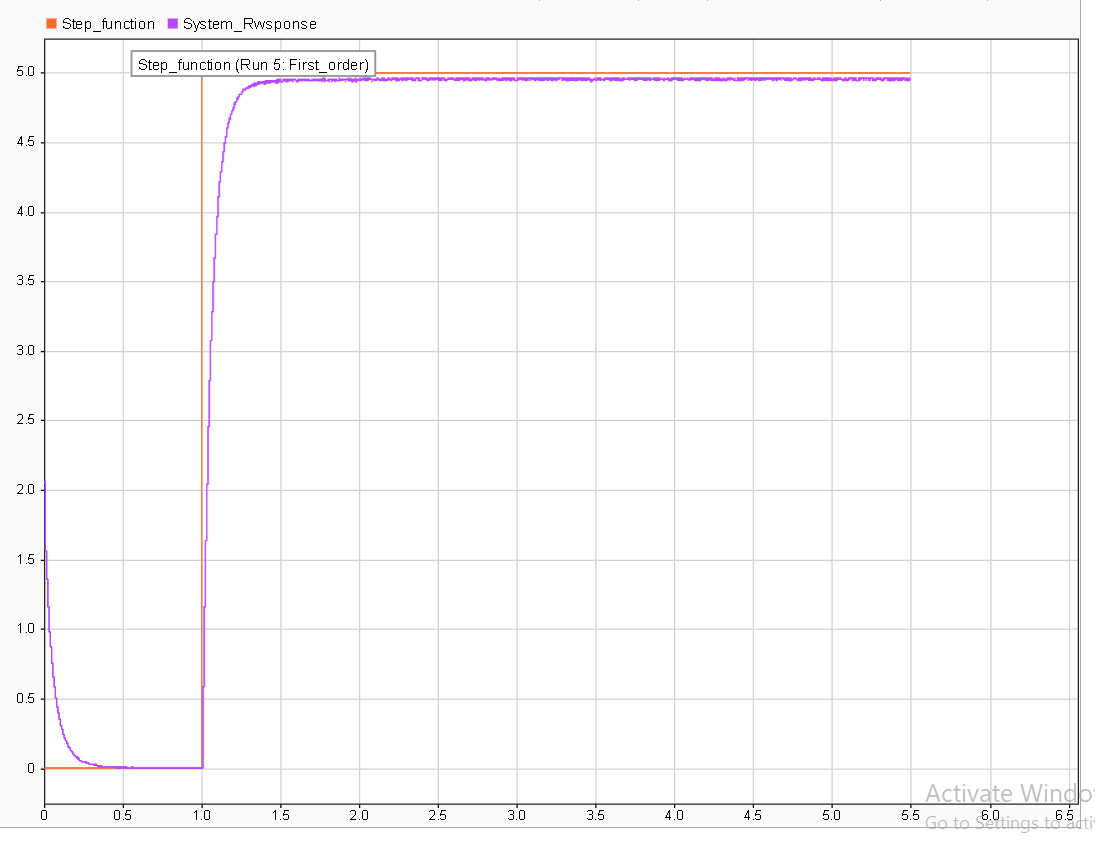 Step_function System_Rwsponse
Step_function (Run 5: First_order)
5.0
4.5
4.0
3.5
3.0
2.5
2.0
1.5
1.0
0.5
0
0 0.5 1.0 1.5 2.0 2.5 3.0 3.5 4.0 4.5 5.0 5.5 6.0 6.5
Activate Windo
Go to Settings to acti